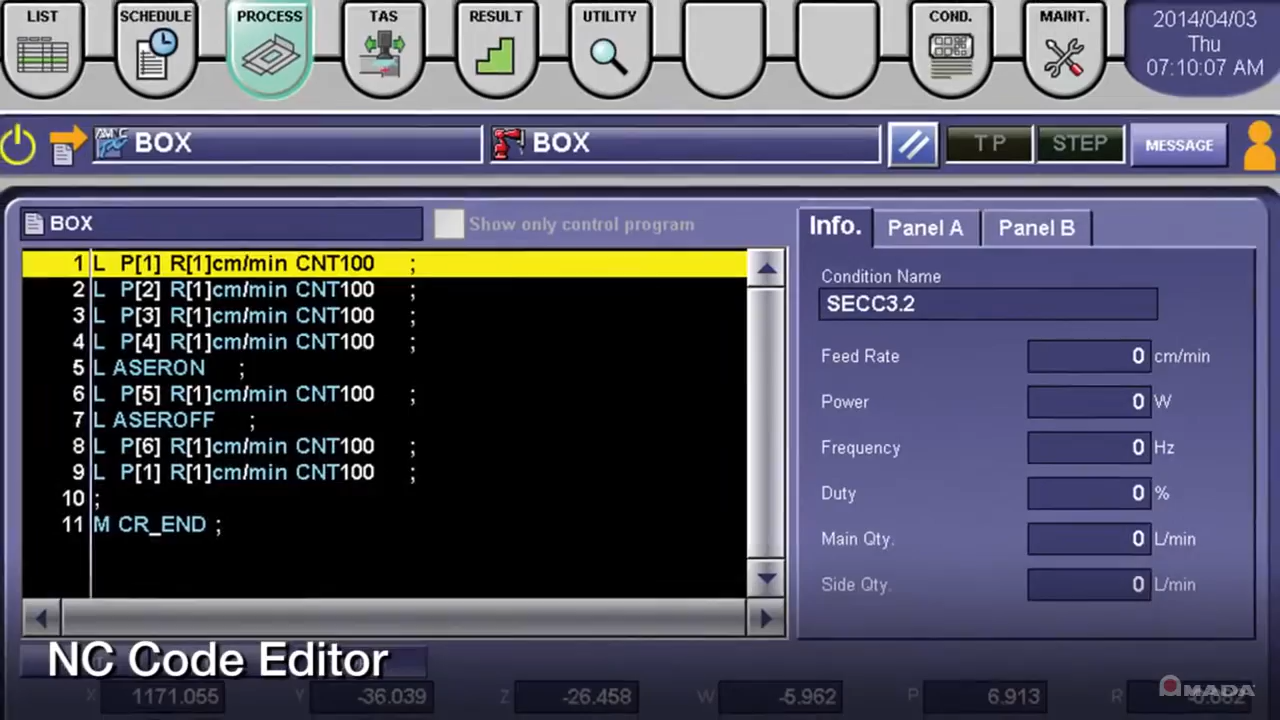 LIST SCHEDULE PROCESS TAS RESULT UTILITY COND. MAINT.
2014/04/03
Thu
07:10:07 AM
BOX BOX TP STEP MESSAGE
BOX Show only control program
1 L P[1] R[1]cm/min CNT100 ;
2 L P[2] R[1]cm/min CNT100 ;
3 L P[3] R[1]cm/min CNT100 ;
4 L P[4] R[1]cm/min CNT100 ;
5 L ASERON ;
6 L P[5] R[1]cm/min CNT100 ;
7 L ASEROFF ;
8 L P[6] R[1]cm/min CNT100 ;
9 L P[1] R[1]cm/min CNT100 ;
10 ;
11 M CR_END ;
Info. Panel A Panel B
Condition Name
SECC3.2
Feed Rate 0 cm/min
Power 0 W
Frequency 0 Hz
Duty 0 %
Main Qty. 0 L/min
Side Qty. 0 L/min
NC Code Editor
X 1171.055 Y -36.039 Z -26.458 W -5.962 P 6.913 R
AMADA